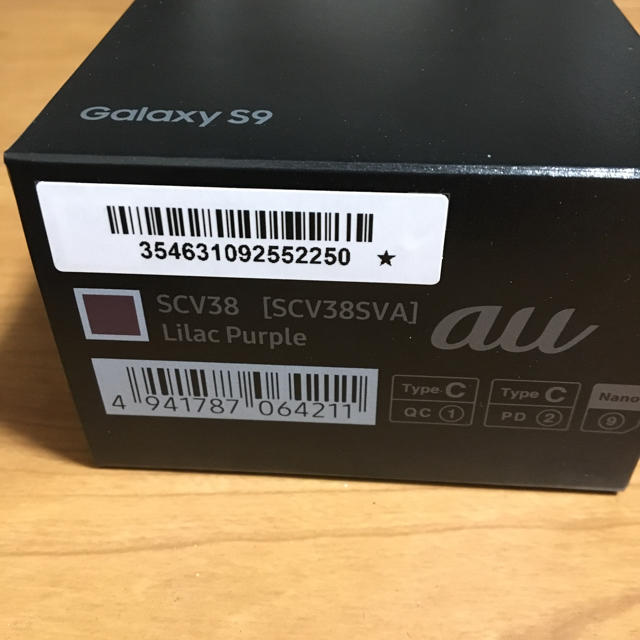 Galaxy S9
354631092552250 ★
SCV38 [SCV38SVA]
Lilac Purple
au
4 941787 064211
Type-C
QC 1
Type C
PD 2
Nano
9